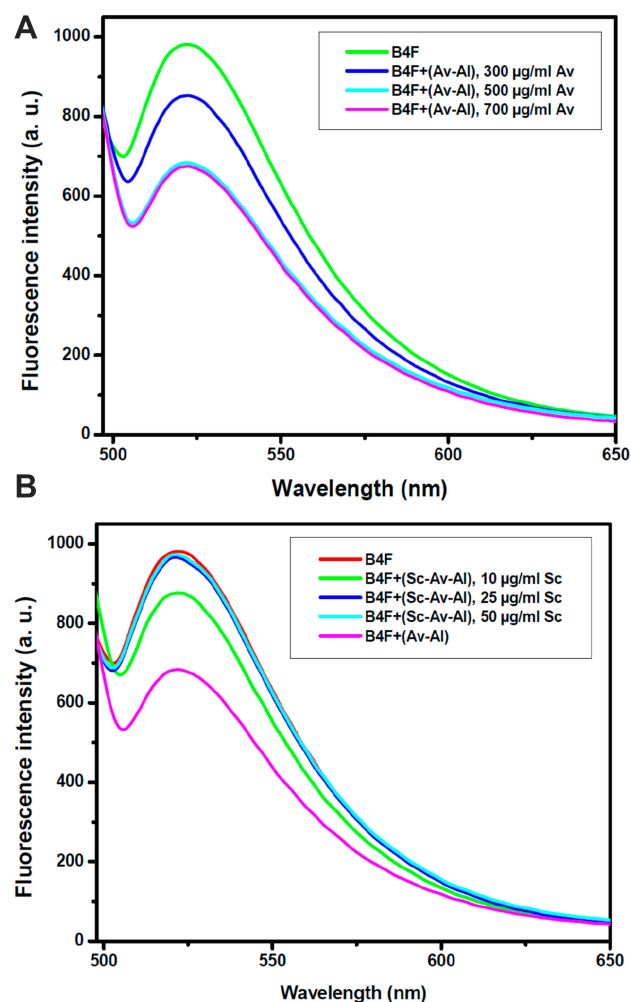 A
1000
800
600
400
200
0
Fluorescence intensity (a. u.)
B4F
B4F+(Av-Al), 300 µg/ml Av
B4F+(Av-Al), 500 µg/ml Av
B4F+(Av-Al), 700 µg/ml Av
500
550
600
650
Wavelength (nm)
B
1000
800
600
400
200
0
Fluorescence intensity (a. u.)
B4F
B4F+(Sc-Av-Al), 10 µg/ml Sc
B4F+(Sc-Av-Al), 25 µg/ml Sc
B4F+(Sc-Av-Al), 50 µg/ml Sc
B4F+(Av-Al)
500
550
600
650
Wavelength (nm)